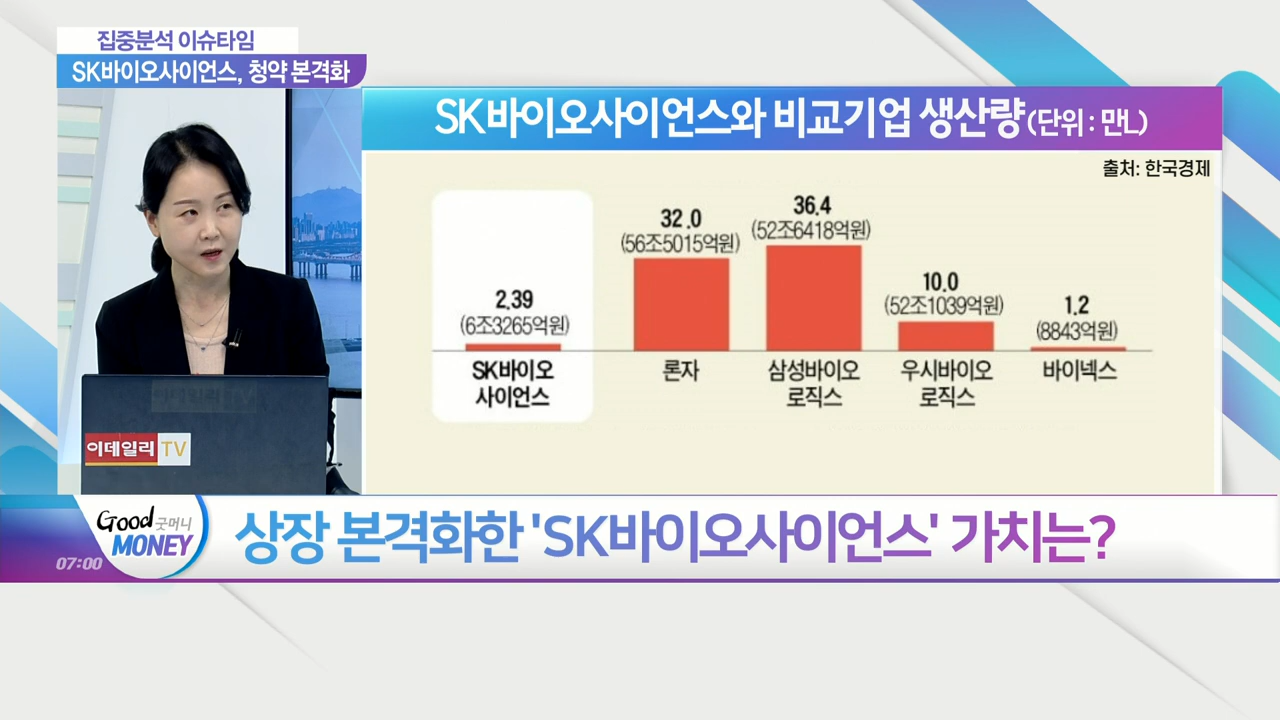 집중분석 이슈타임
SK바이오사이언스, 청약 본격화
SK바이오사이언스와 비교기업 생산량(단위 : 만L)
출처: 한국경제
2.39
(6조3265억원)
SK바이오
사이언스
32.0
(56조5015억원)
론자
36.4
(52조6418억원)
삼성바이오
로직스
10.0
(52조1039억원)
우시바이오
로직스
1.2
(8843억원)
바이넥스
이데일리 TV
Good 굿머니
MONEY
07:00
상장 본격화한 'SK바이오사이언스' 가치는?